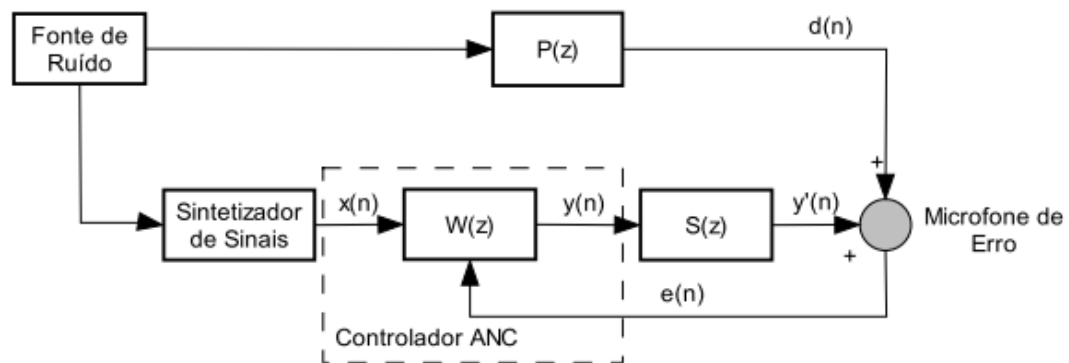 Fonte de
Ruído
P(z)
d(n)
+
Sintetizador
de Sinais
x(n)
W(z)
y(n)
S(z)
y'(n)
+
Microfone de
Erro
e(n)
Controlador ANC